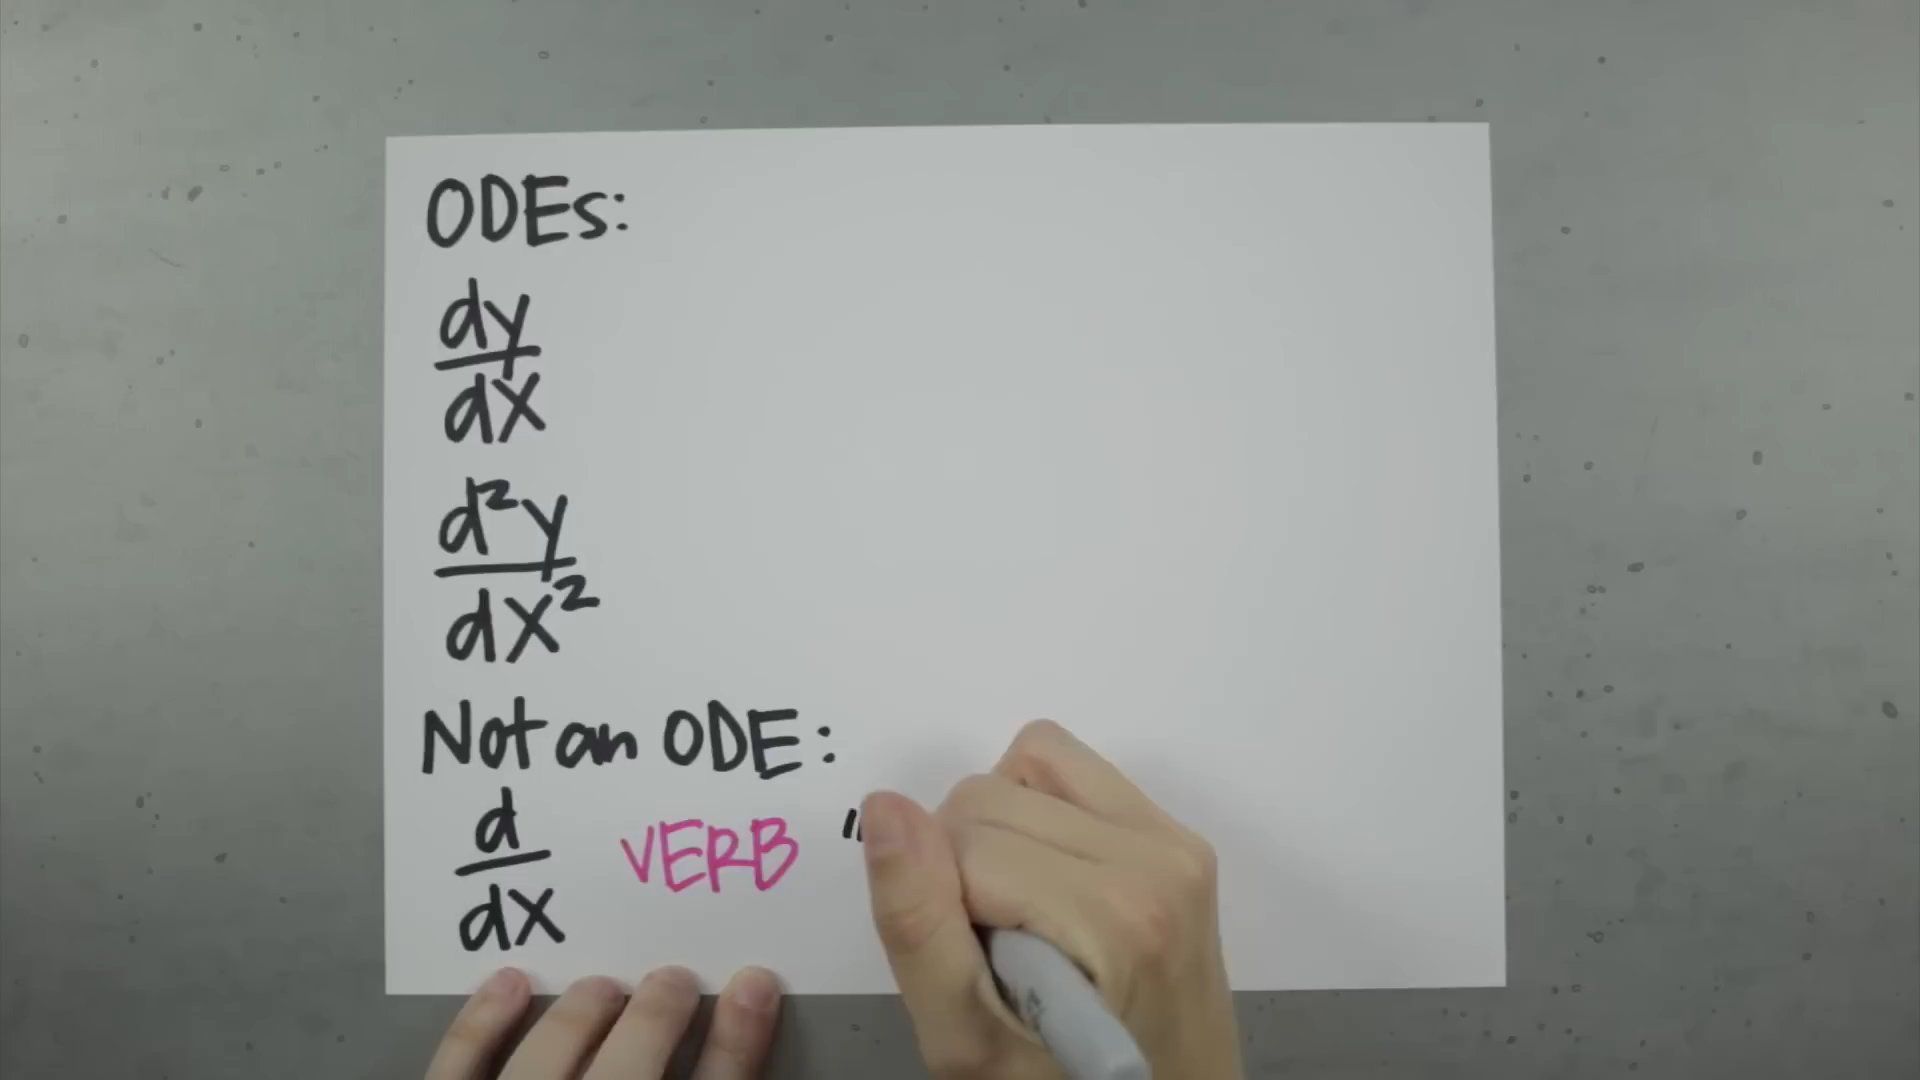 ODEs:
dy
dx
d²y
dx²
Not an ODE:
d VERB "
dx